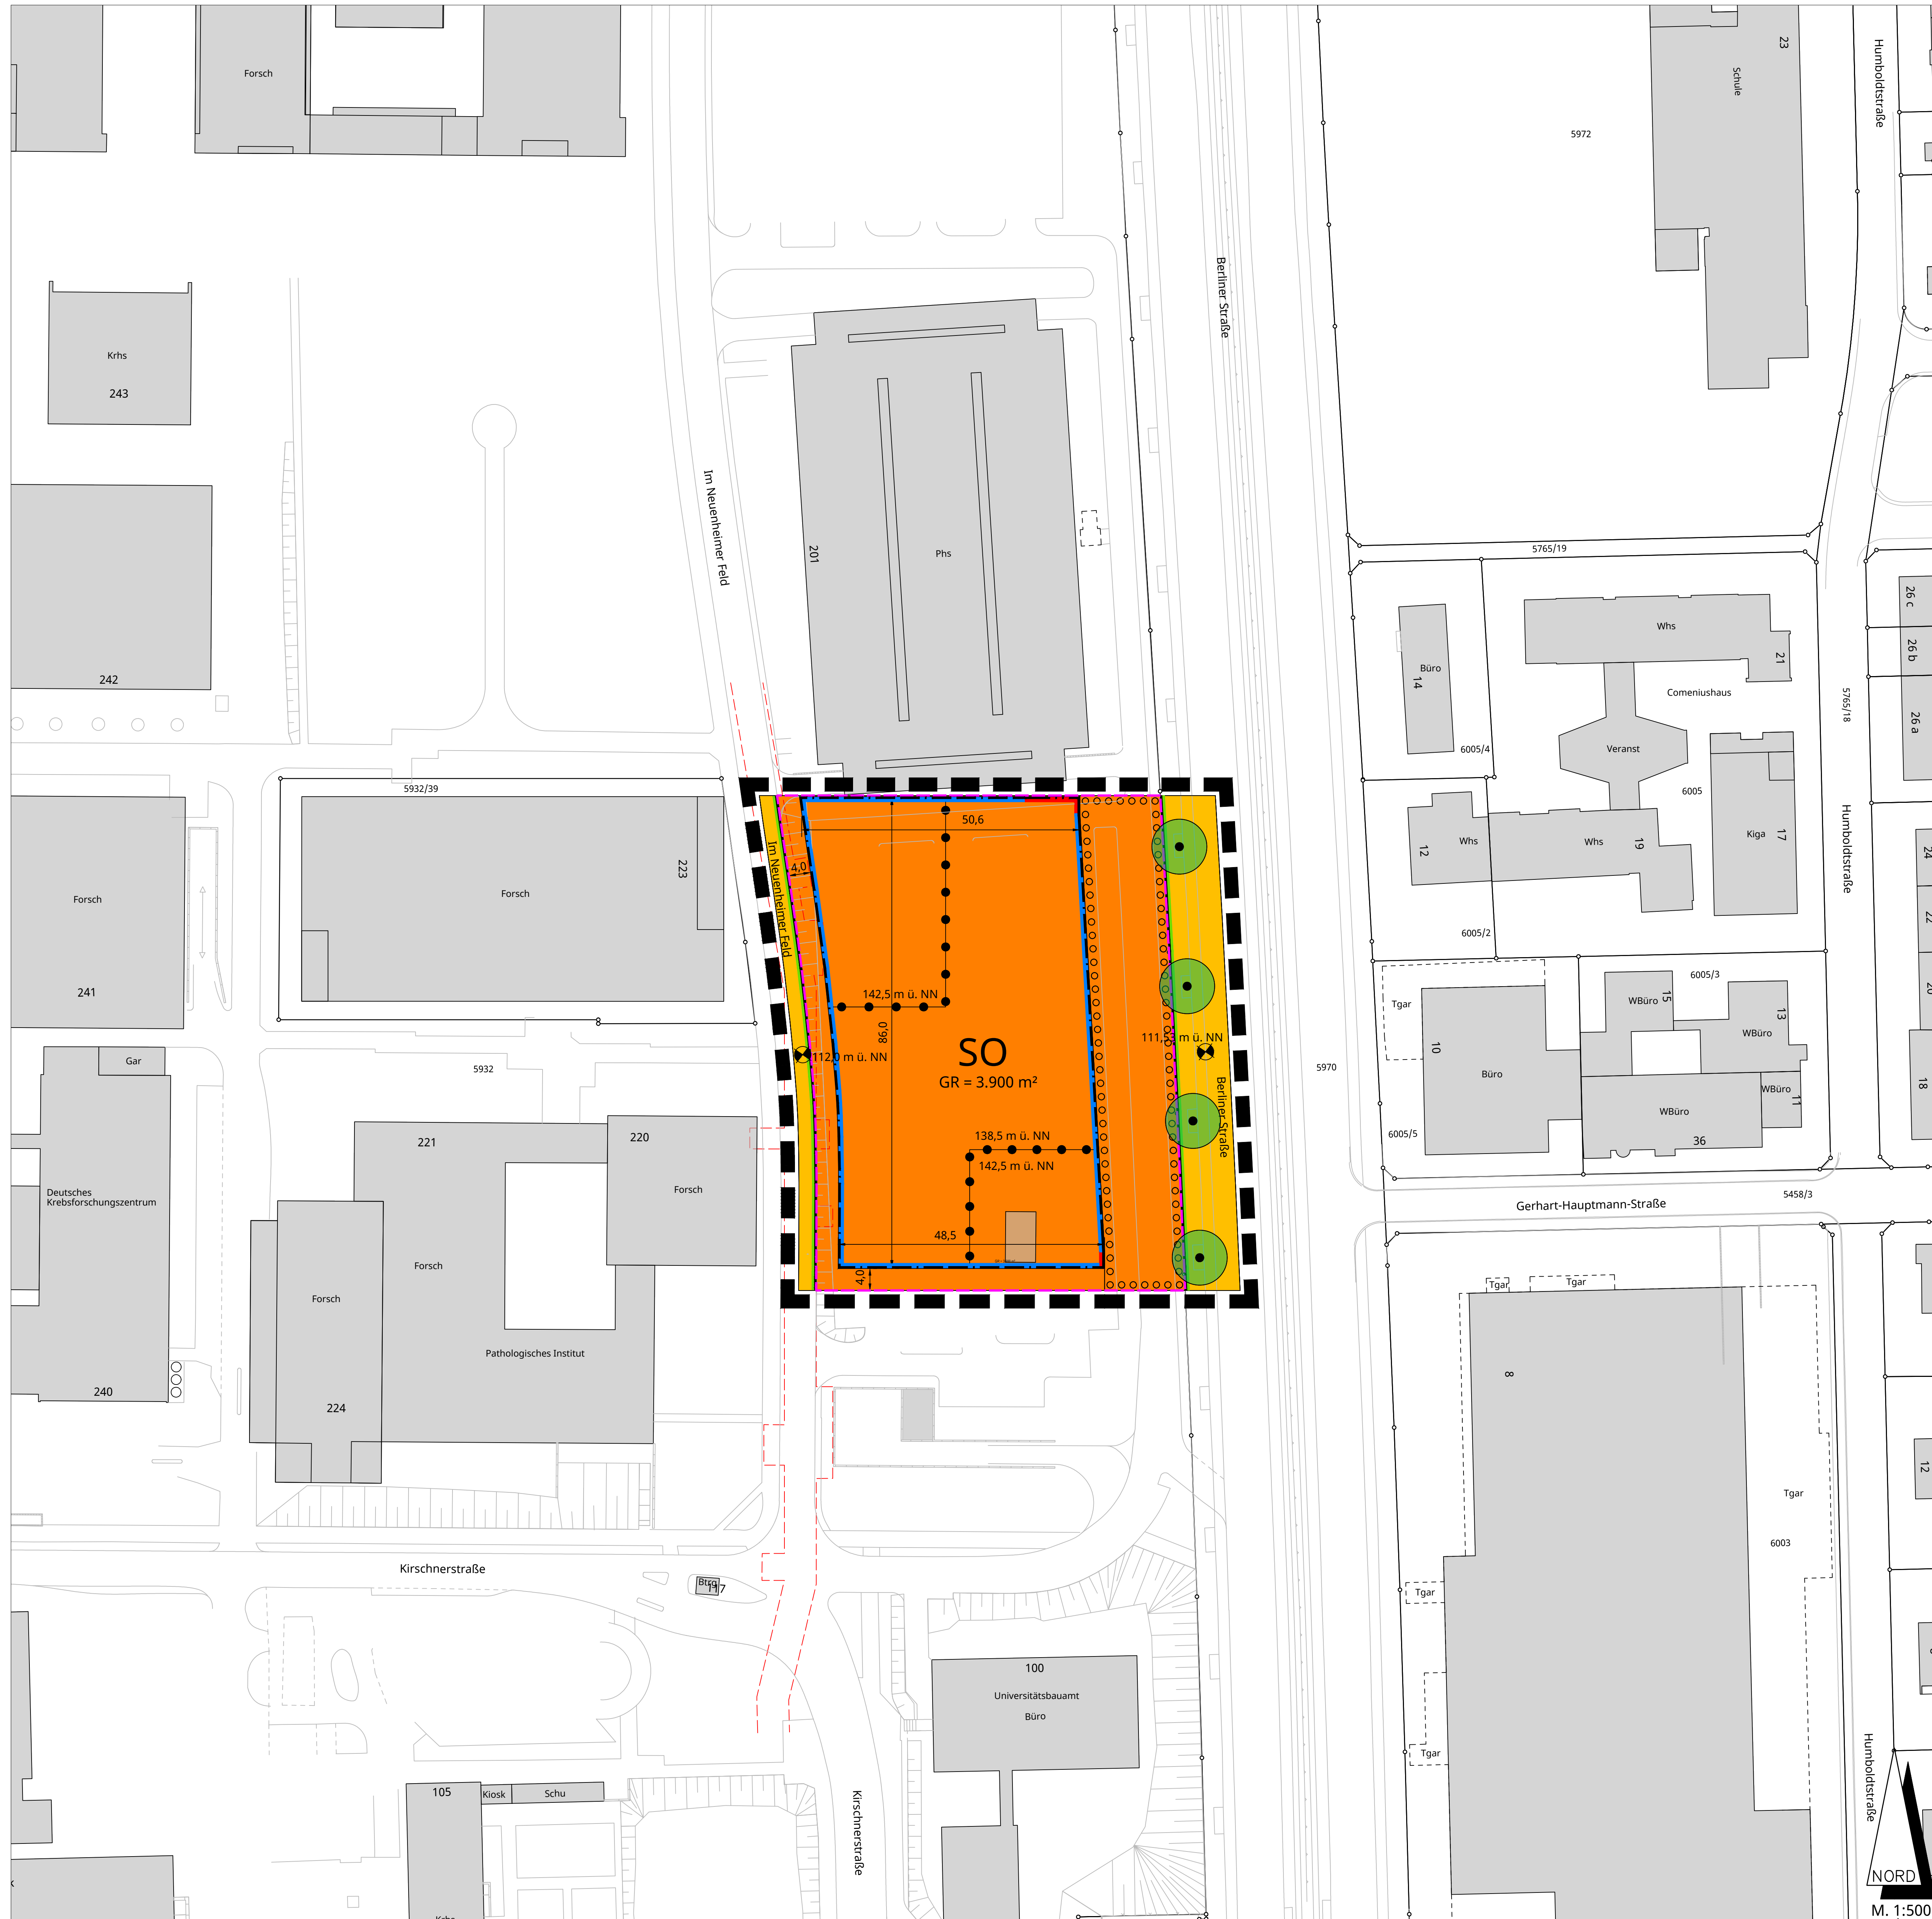 Forsch
Schule
23
Humboldtstraße
5972
Berliner Straße
Krhs
243
Im Neuenheimer Feld
201
Phs
5765/19
26 c
26 b
26 a
5765/18
Whs
21
Büro
14
Comeniushaus
6005/4
Veranst
6005
242
5932/39
Forsch
223
Forsch
241
50,6
4,0
Im Neuenheimer Feld
12
Whs
Whs
19
Kiga
17
Humboldtstraße
24
22
20
6005/2
6005/3
142,5 m ü. NN
86,0
SO
GR = 3.900 m²
112,0 m ü. NN
111,53 m ü. NN
Berliner Straße
Tgar
10
Büro
WBüro
15
13
WBüro
WBüro
11
WBüro
36
18
5970
6005/5
Gar
5932
221
220
Forsch
Deutsches
Krebsforschungszentrum
138,5 m ü. NN
142,5 m ü. NN
48,5
4,0
Gerhart-Hauptmann-Straße
5458/3
Forsch
Forsch
Pathologisches Institut
224
240
Tgar
Tgar
8
12
Tgar
6003
Kirschnerstraße
Btrg
117
Tgar
100
Universitätsbauamt
Büro
Tgar
Humboldtstraße
105
Kiosk
Schu
Kirschnerstraße
NORD
M. 1:500